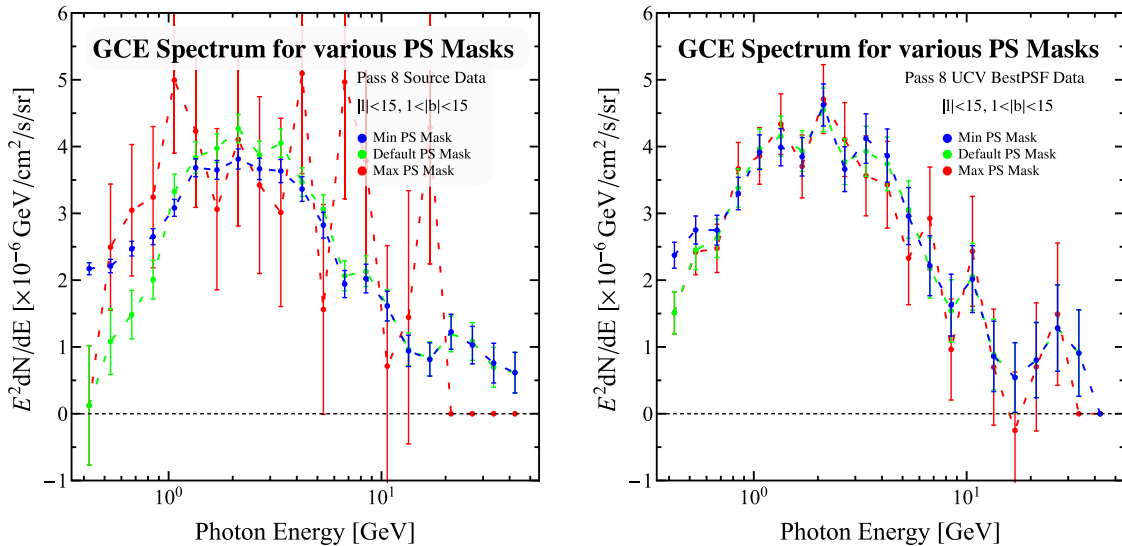 GCE Spectrum for various PS Masks
Pass 8 Source Data
|l|<15, 1<|b|<15
Min PS Mask
Default PS Mask
Max PS Mask
E²dN/dE [×10⁻⁶ GeV/cm²/s/sr]
6
5
4
3
2
1
0
−1
10⁰
10¹
Photon Energy [GeV]
GCE Spectrum for various PS Masks
Pass 8 UCV BestPSF Data
|l|<15, 1<|b|<15
Min PS Mask
Default PS Mask
Max PS Mask
E²dN/dE [×10⁻⁶ GeV/cm²/s/sr]
6
5
4
3
2
1
0
−1
10⁰
10¹
Photon Energy [GeV]